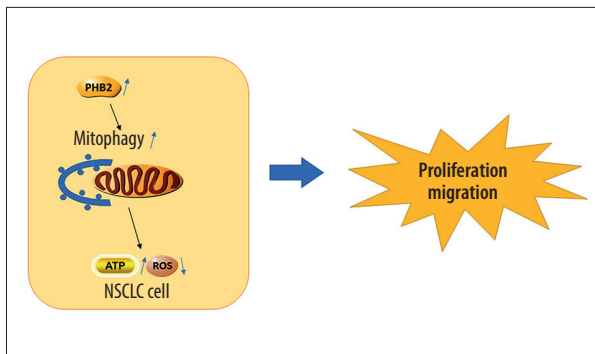 PHB2
Mitophagy
ATP ROS
NSCLC cell
Proliferation
migration